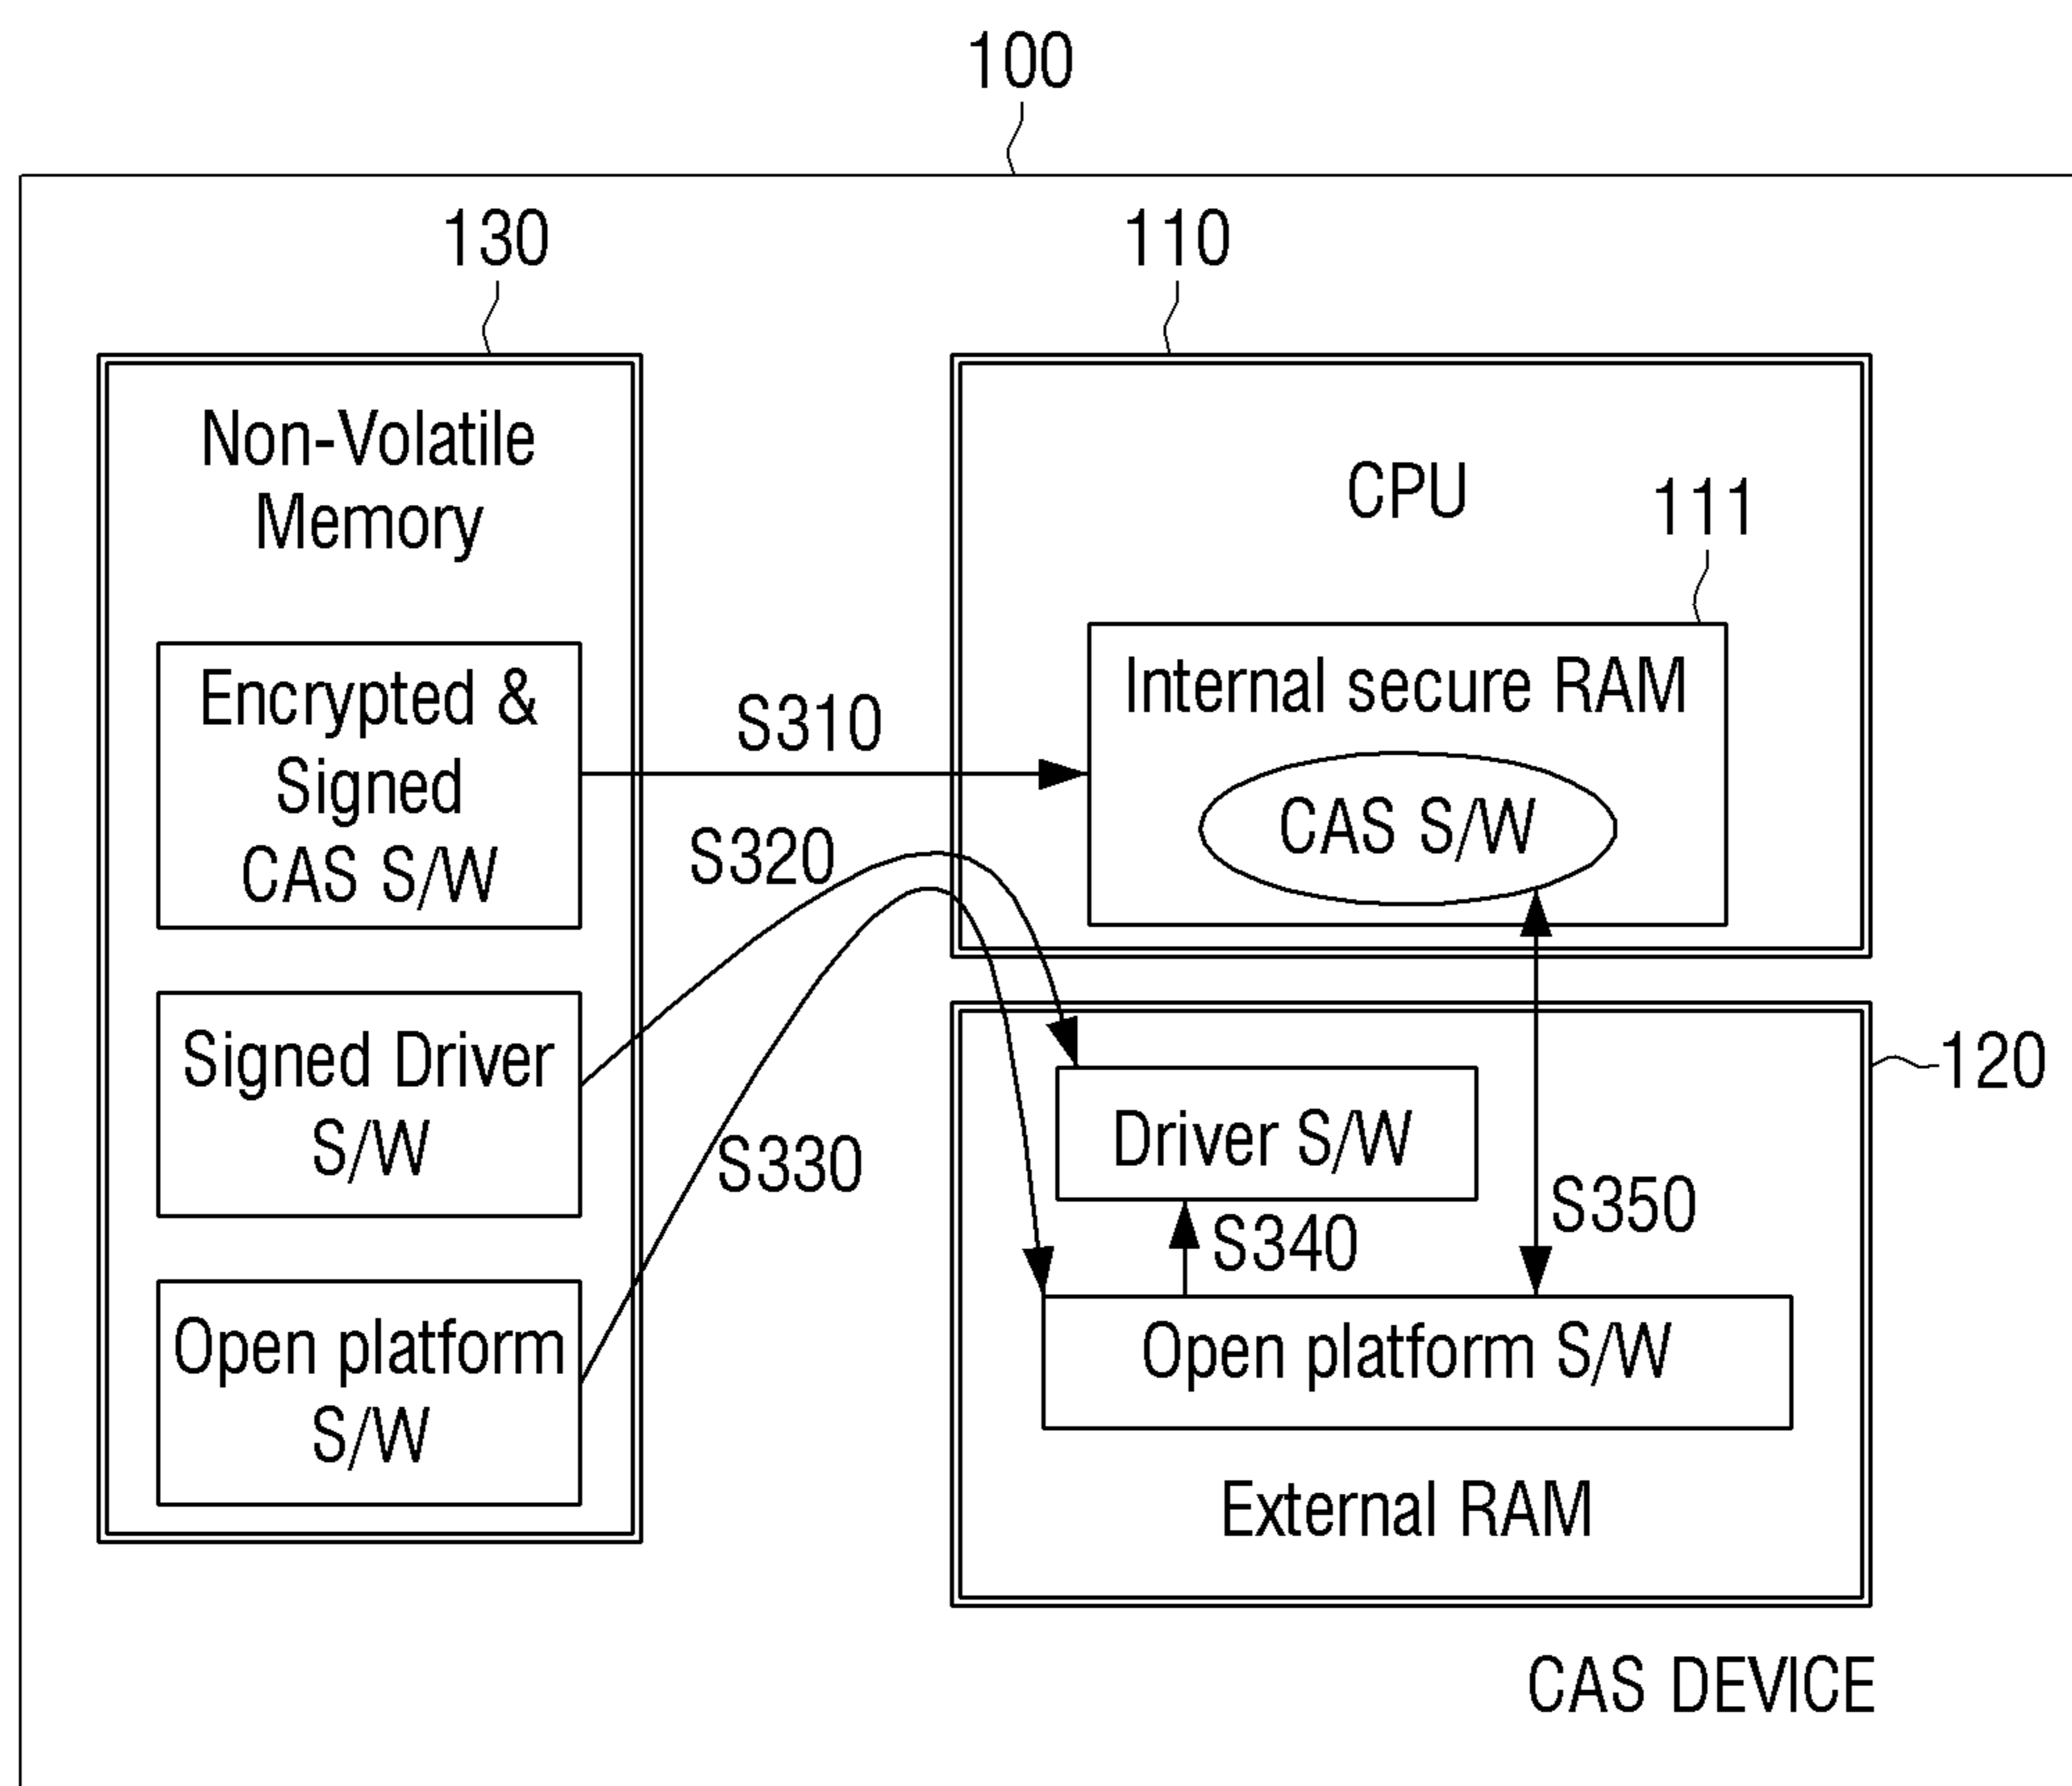 100
130
110
Non-Volatile
Memory
CPU
111
Encrypted &
Signed
CAS S/W
S310
Internal secure RAM
CAS S/W
S320
Signed Driver
S/W
S330
120
Driver S/W
S340
S350
Open platform
S/W
Open platform S/W
External RAM
CAS DEVICE